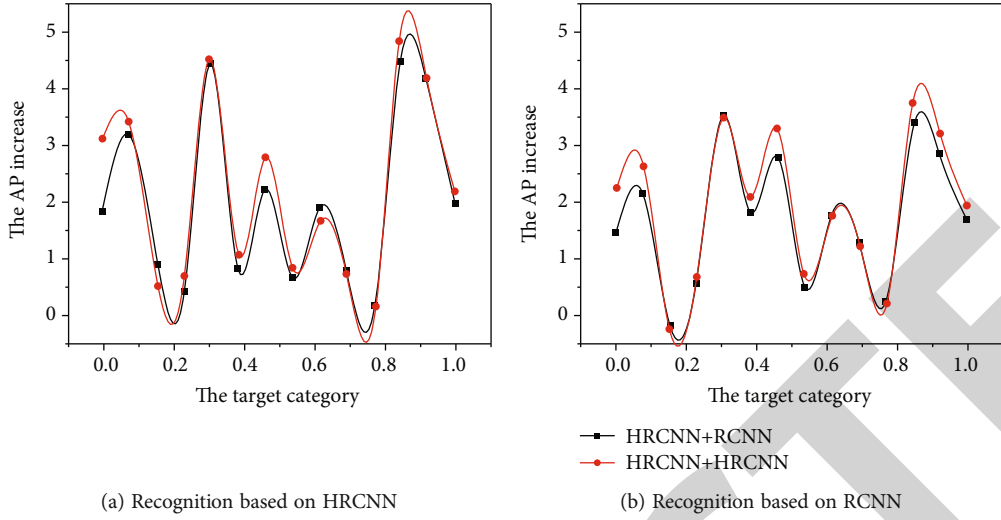 5
4
3
2
1
0
The AP increase
0.0 0.2 0.4 0.6 0.8 1.0
The target category
(a) Recognition based on HRCNN
5
4
3
2
1
0
The AP increase
0.0 0.2 0.4 0.6 0.8 1.0
The target category
HRCNN+RCNN
HRCNN+HRCNN
(b) Recognition based on RCNN